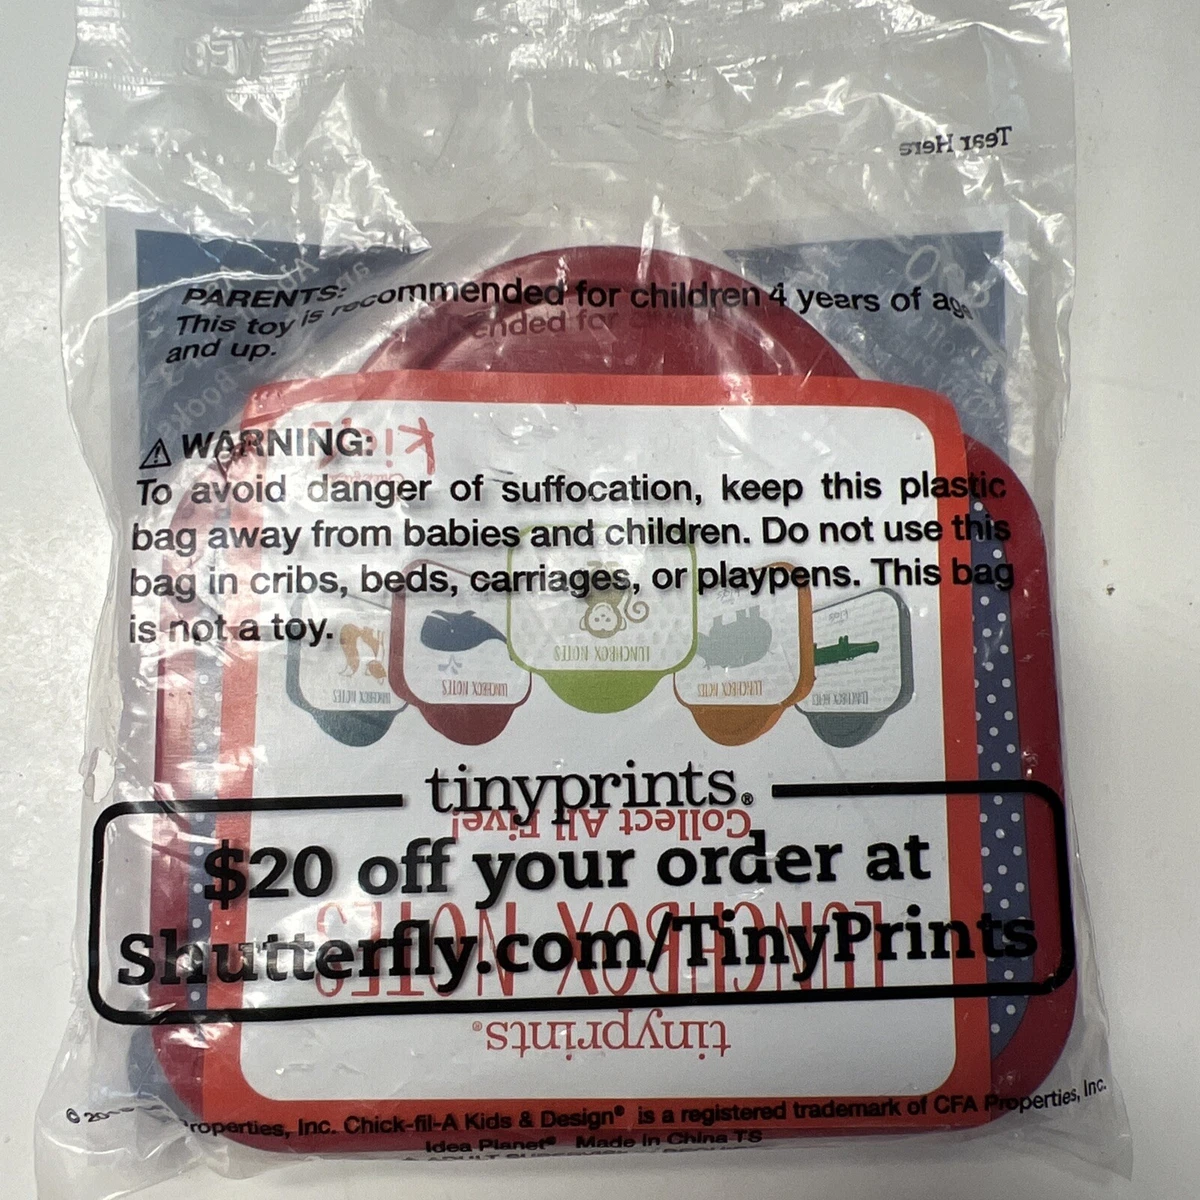 Tear Here
PARENTS:
This toy is recommended for children 4 years of age
and up.
WARNING:
To avoid danger of suffocation, keep this plastic
bag away from babies and children. Do not use this
bag in cribs, beds, carriages, or playpens. This bag
is not a toy.
LUNCHBOX NOTES
LUNCHBOX NOTES
LUNCHBOX NOTES
LUNCHBOX NOTES
LUNCHBOX NOTES
tinyprints®
Collect All Five!
$20 off your order at
Shutterfly.com/TinyPrints
LUNCHBOX NOTES
tinyprints®
© Properties, Inc. Chick-fil-A Kids & Design® is a registered trademark of CFA Properties, Inc.
Idea Planet® Made in China TS